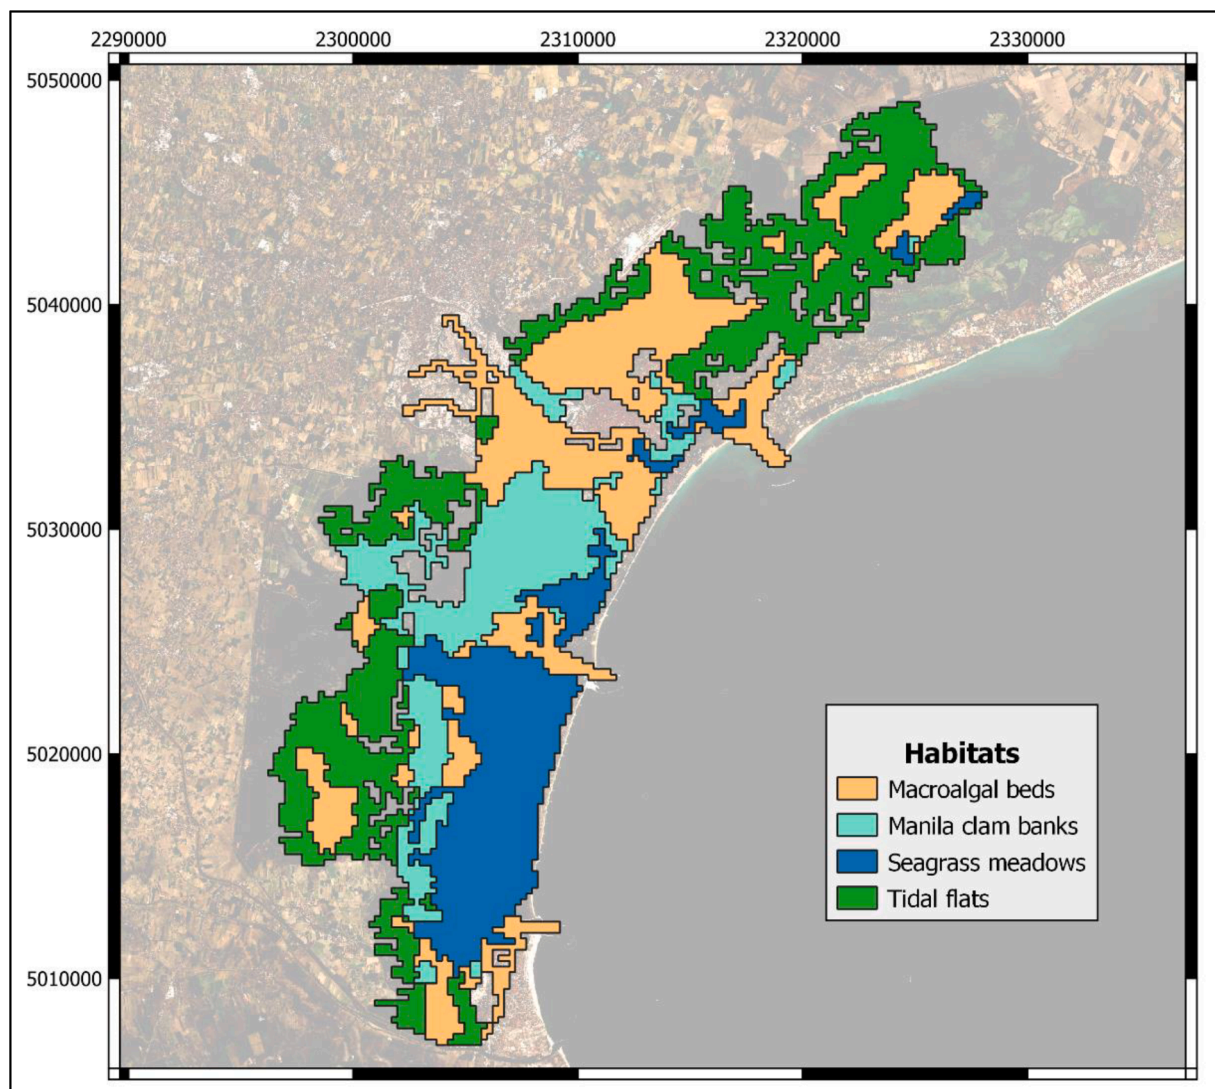 2290000 2300000 2310000 2320000 2330000
5050000
5040000
5030000
5020000
5010000
Habitats
Macroalgal beds
Manila clam banks
Seagrass meadows
Tidal flats